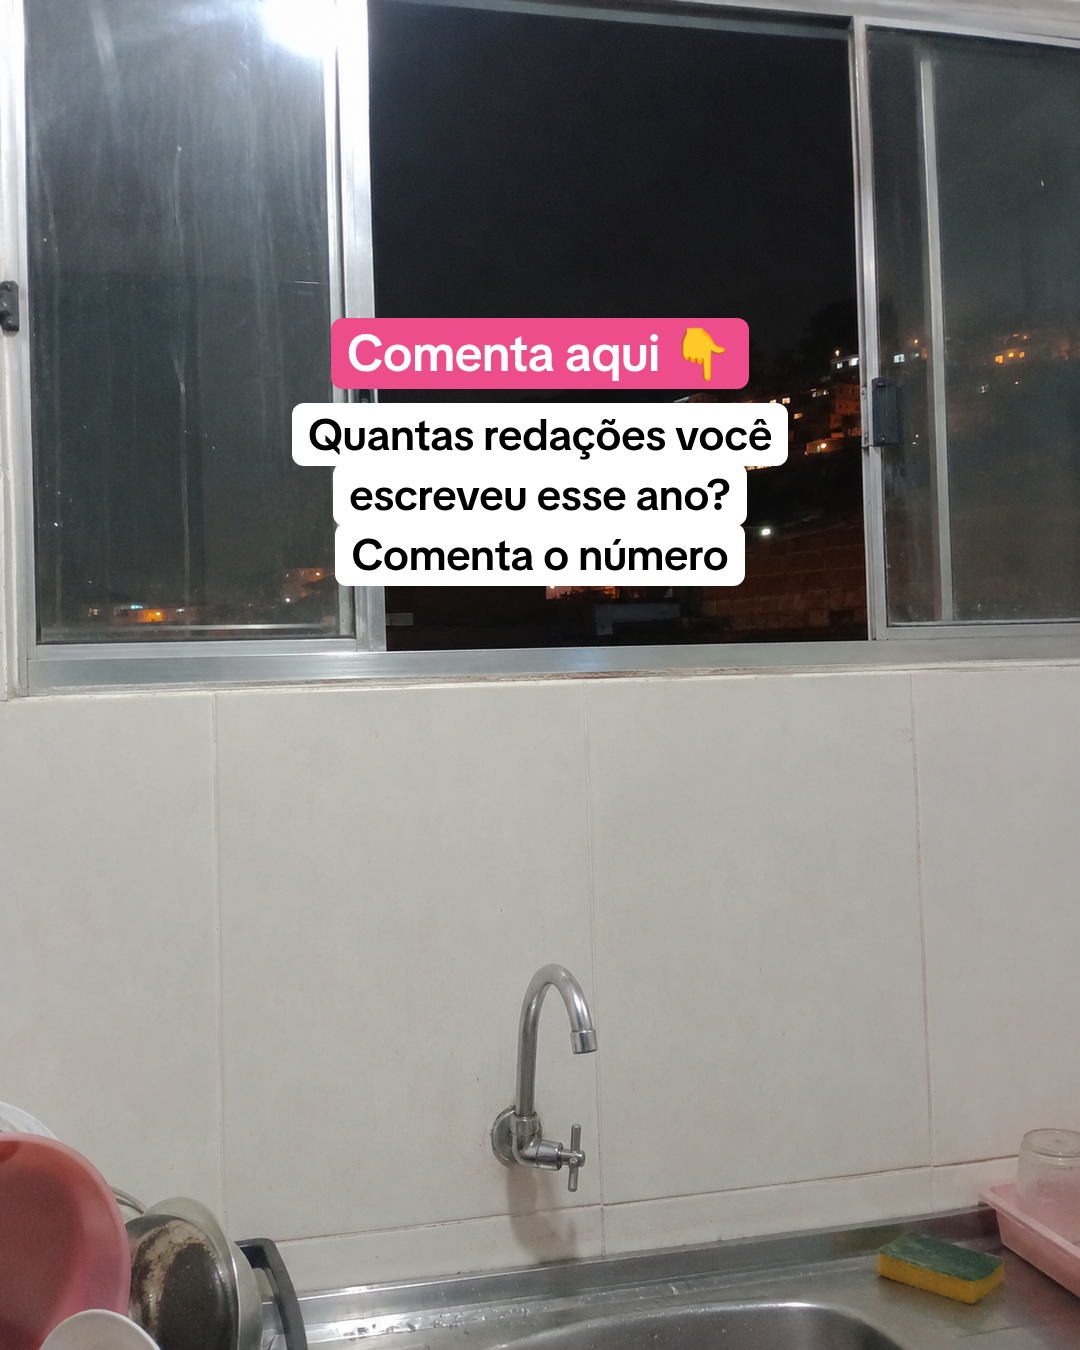 Comenta aqui 👇
Quantas redações você
escreveu esse ano?
Comenta o número